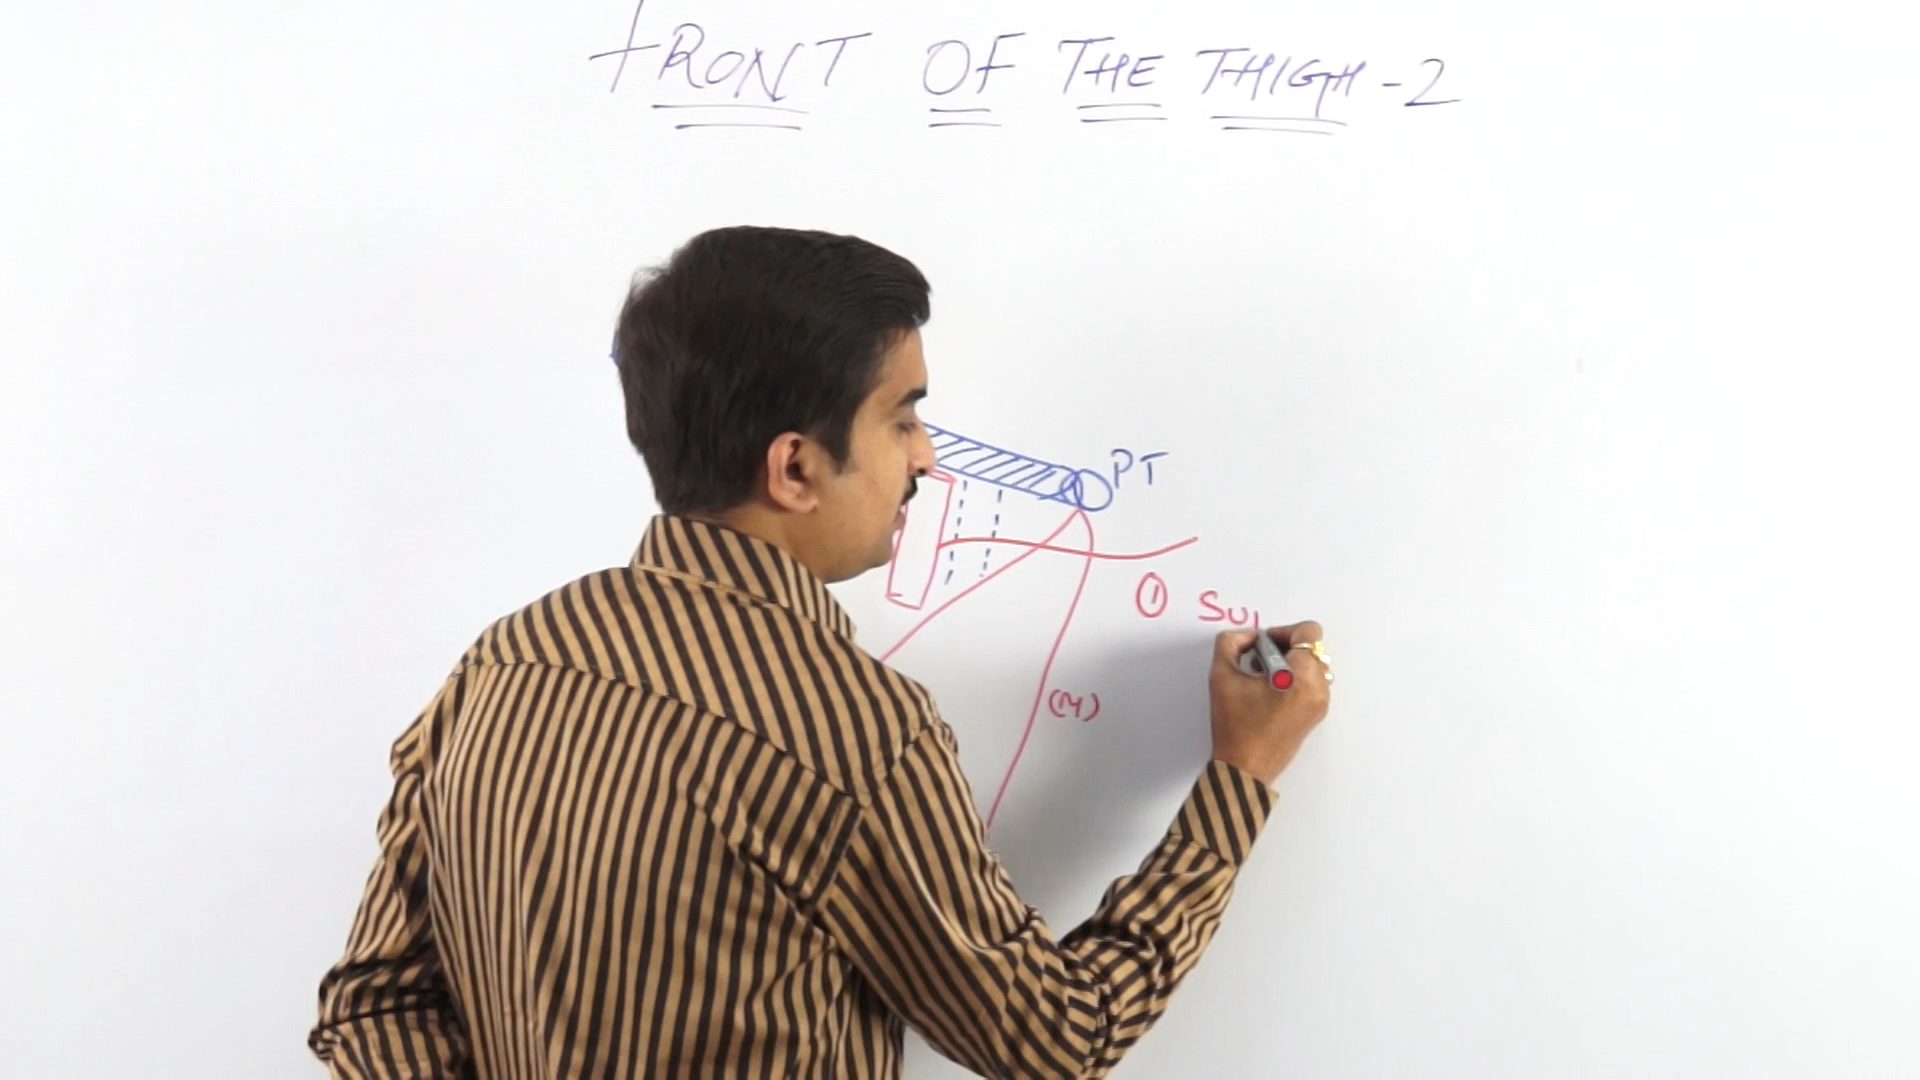 FRONT OF THE THIGH - 2
PT
① Su
(M)